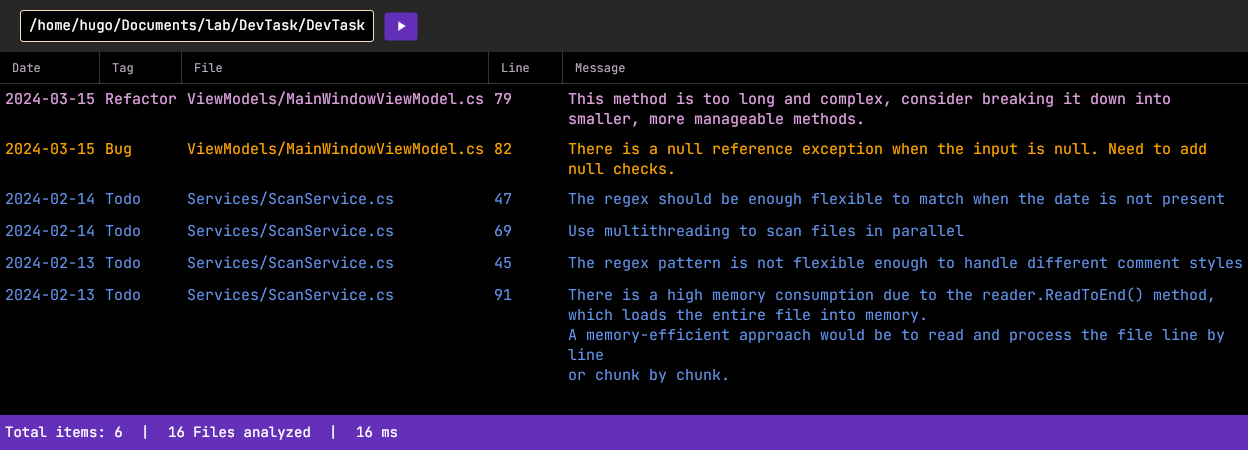 /home/hugo/Documents/lab/DevTask/DevTask
Date Tag File Line Message
2024-03-15 Refactor ViewModels/MainWindowViewModel.cs 79 This method is too long and complex, consider breaking it down into
smaller, more manageable methods.
2024-03-15 Bug ViewModels/MainWindowViewModel.cs 82 There is a null reference exception when the input is null. Need to add
null checks.
2024-02-14 Todo Services/ScanService.cs 47 The regex should be enough flexible to match when the date is not present
2024-02-14 Todo Services/ScanService.cs 69 Use multithreading to scan files in parallel
2024-02-13 Todo Services/ScanService.cs 45 The regex pattern is not flexible enough to handle different comment styles
2024-02-13 Todo Services/ScanService.cs 91 There is a high memory consumption due to the reader.ReadToEnd() method,
which loads the entire file into memory.
A memory-efficient approach would be to read and process the file line by
line
or chunk by chunk.
Total items: 6 | 16 Files analyzed | 16 ms